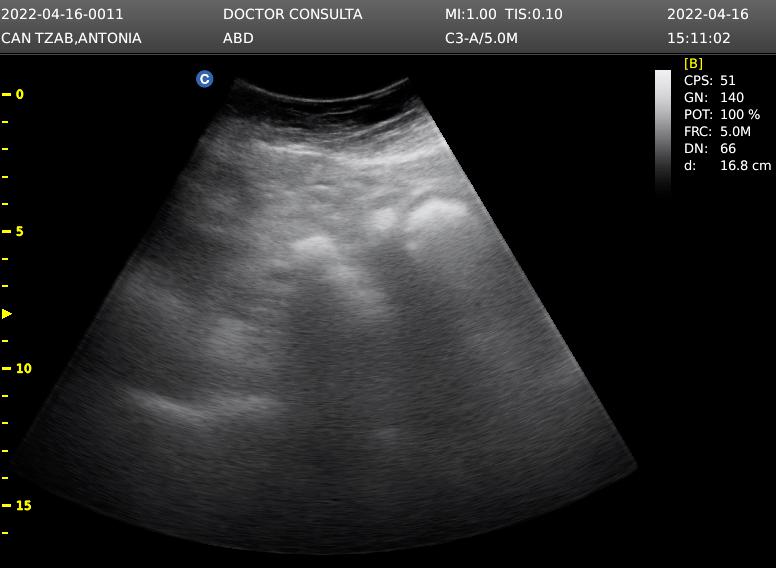 2022-04-16-0011 DOCTOR CONSULTA MI:1.00 TIS:0.10 2022-04-16
CAN TZAB,ANTONIA ABD C3-A/5.0M 15:11:02
C
[B]
CPS: 51
GN: 140
POT: 100 %
FRC: 5.0M
DN: 66
d: 16.8 cm
0
5
10
15